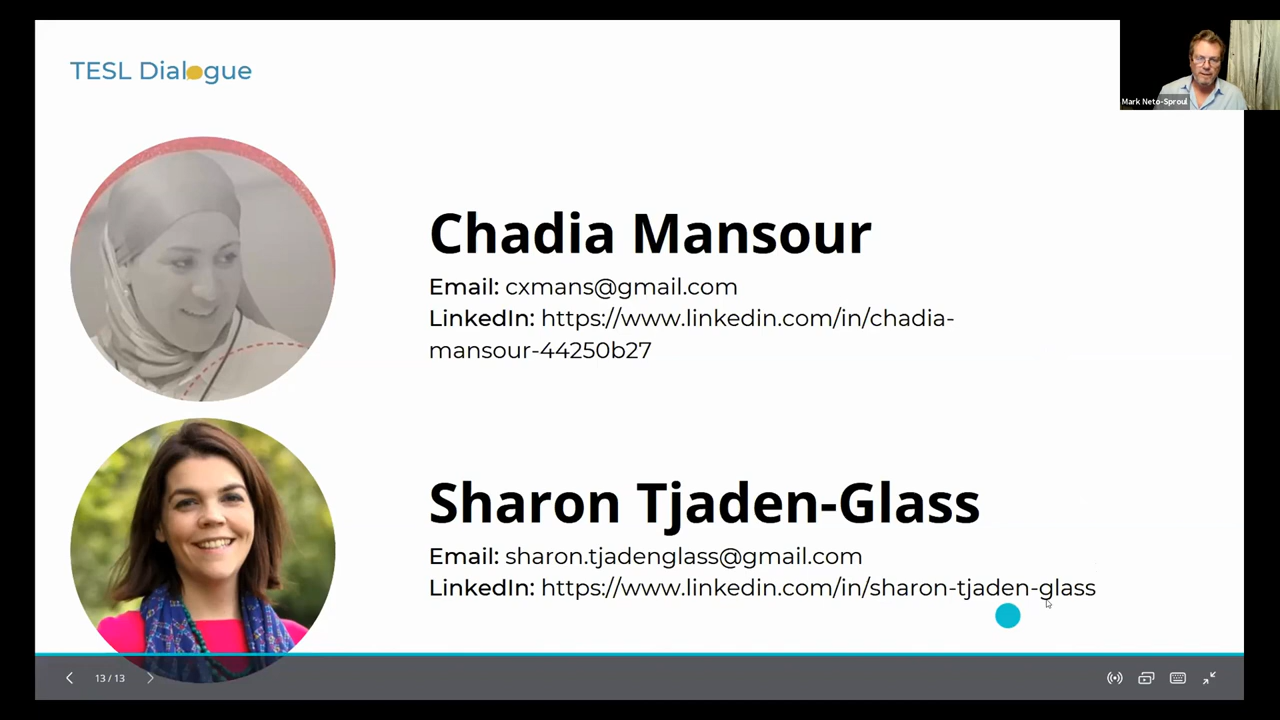 TESL Dialogue
Mark Neto-Sproul
Chadia Mansour
Email: cxmans@gmail.com
LinkedIn: https://www.linkedin.com/in/chadia-
mansour-44250b27
Sharon Tjaden-Glass
Email: sharon.tjadenglass@gmail.com
LinkedIn: https://www.linkedin.com/in/sharon-tjaden-glass
13 / 13